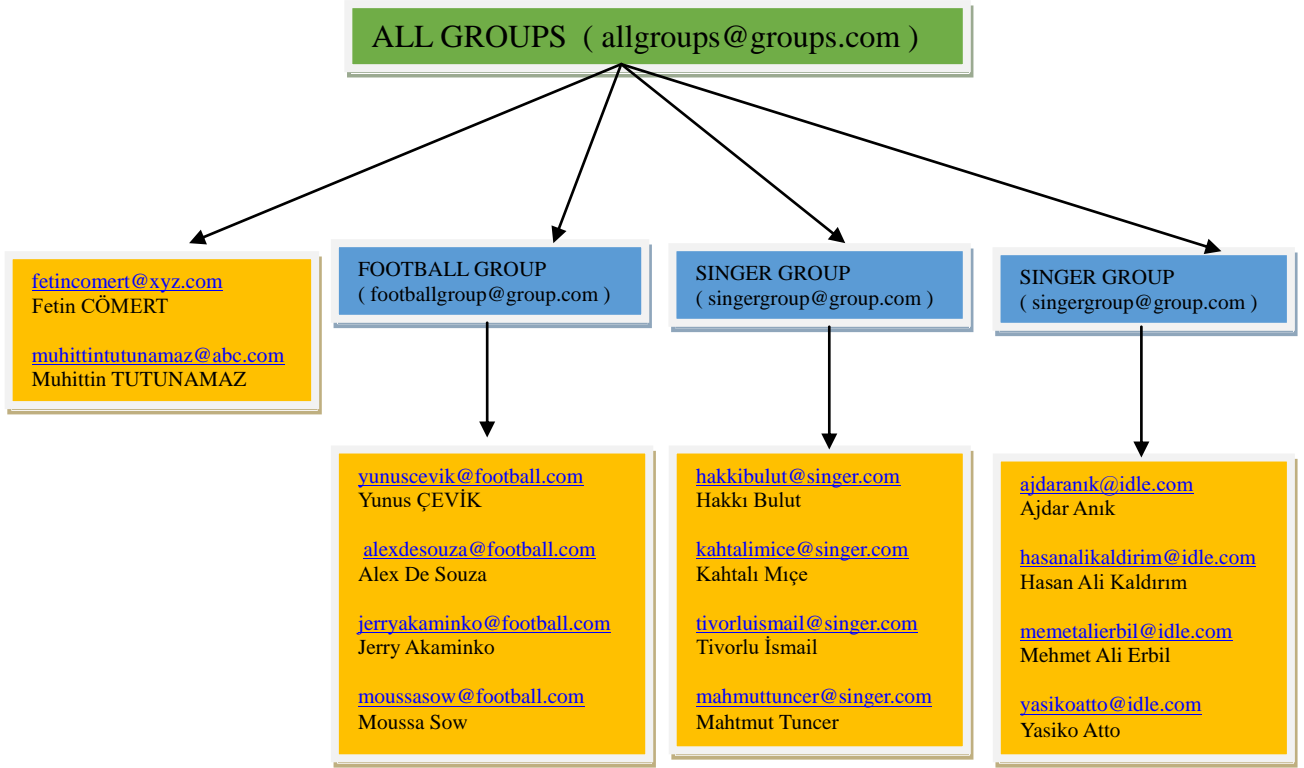 ALL GROUPS ( allgroups@groups.com )
fetincomert@xyz.com
Fetin CÖMERT
muhittintutunamaz@abc.com
Muhittin TUTUNAMAZ
FOOTBALL GROUP
( footballgroup@group.com )
yunuscevik@football.com
Yunus ÇEVİK
alexdesouza@football.com
Alex De Souza
jerryakaminko@football.com
Jerry Akaminko
moussasow@football.com
Moussa Sow
SINGER GROUP
( singergroup@group.com )
hakkibulut@singer.com
Hakkı Bulut
kahtalimice@singer.com
Kahtalı Mıçe
tivorluismail@singer.com
Tivorlu İsmail
mahmuttuncer@singer.com
Mahtmut Tuncer
SINGER GROUP
( singergroup@group.com )
ajdaranık@idle.com
Ajdar Anık
hasanalikaldirim@idle.com
Hasan Ali Kaldırım
memetalierbil@idle.com
Mehmet Ali Erbil
yasikoatto@idle.com
Yasiko Atto